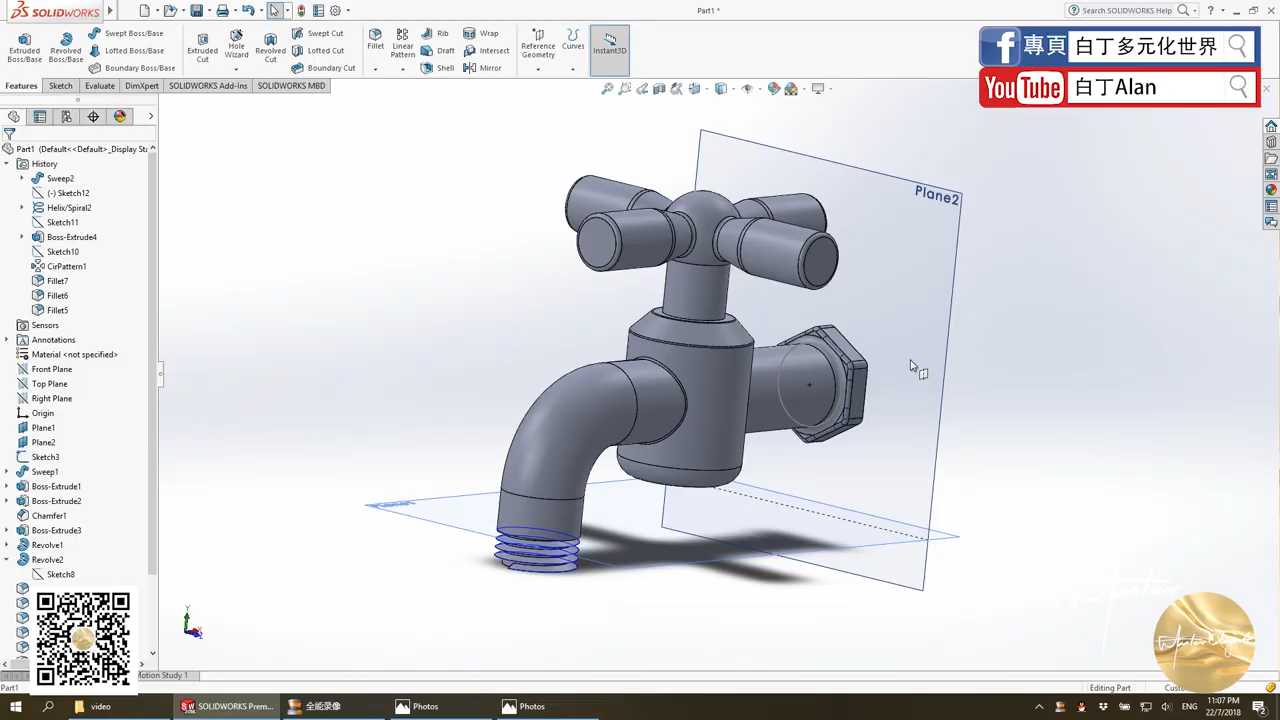 SOLIDWORKS
Part1 *
Search SOLIDWORKS Help
Extruded Boss/Base
Revolved Boss/Base
Swept Boss/Base
Lofted Boss/Base
Boundary Boss/Base
Extruded Cut
Hole Wizard
Revolved Cut
Swept Cut
Lofted Cut
Boundary Cut
Fillet
Linear Pattern
Rib
Draft
Shell
Wrap
Intersect
Mirror
Reference Geometry
Curves
Instant3D
專頁 白丁多元化世界
YouTube 白丁Alan
Features Sketch Evaluate DimXpert SOLIDWORKS Add-Ins SOLIDWORKS MBD
Part1 (Default<<Default>_Display Sta
History
Sweep2
(-) Sketch12
Helix/Spiral2
Sketch11
Boss-Extrude4
Sketch10
CirPattern1
Fillet7
Fillet6
Fillet5
Sensors
Annotations
Material <not specified>
Front Plane
Top Plane
Right Plane
Origin
Plane1
Plane2
Sketch3
Sweep1
Boss-Extrude1
Boss-Extrude2
Chamfer1
Boss-Extrude3
Revolve1
Revolve2
Sketch8
Plane2
Motion Study 1
Part1
Editing Part
video
SOLIDWORKS Prem...
全能录像
Photos
Photos
11:07 PM
22/7/2018